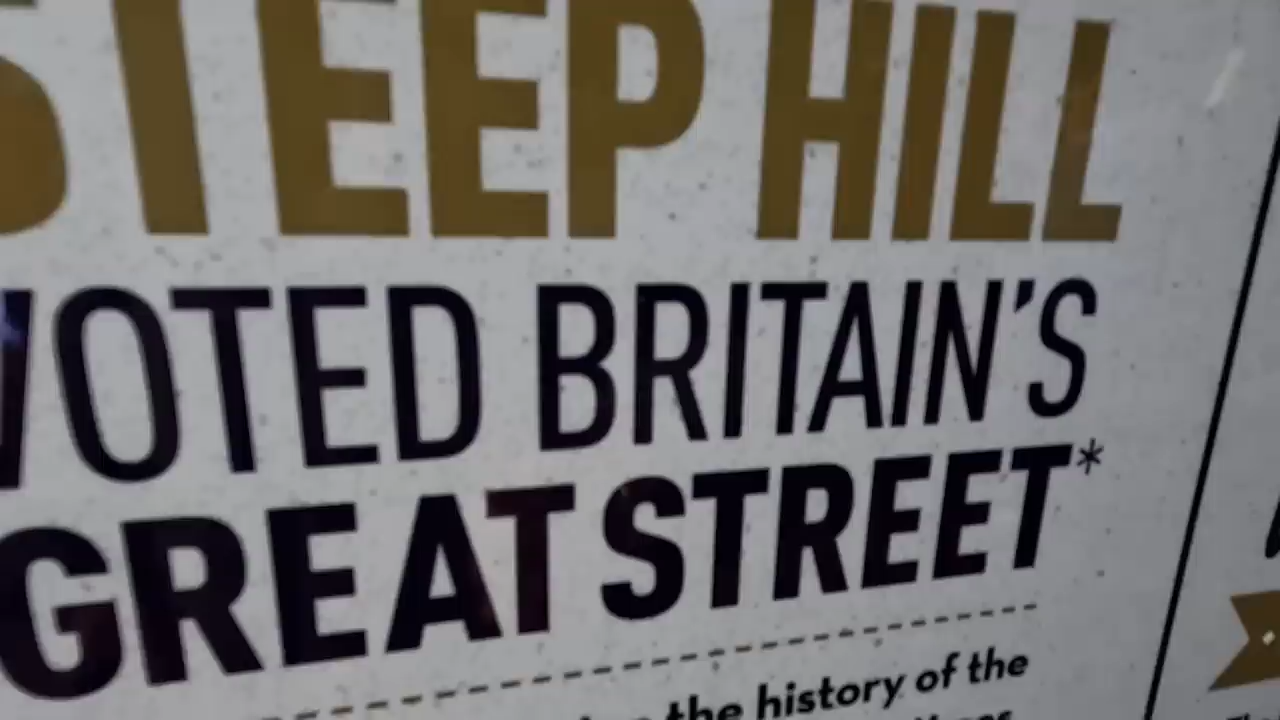 STEEP HILL
VOTED BRITAIN'S
GREAT STREET*
the history of the